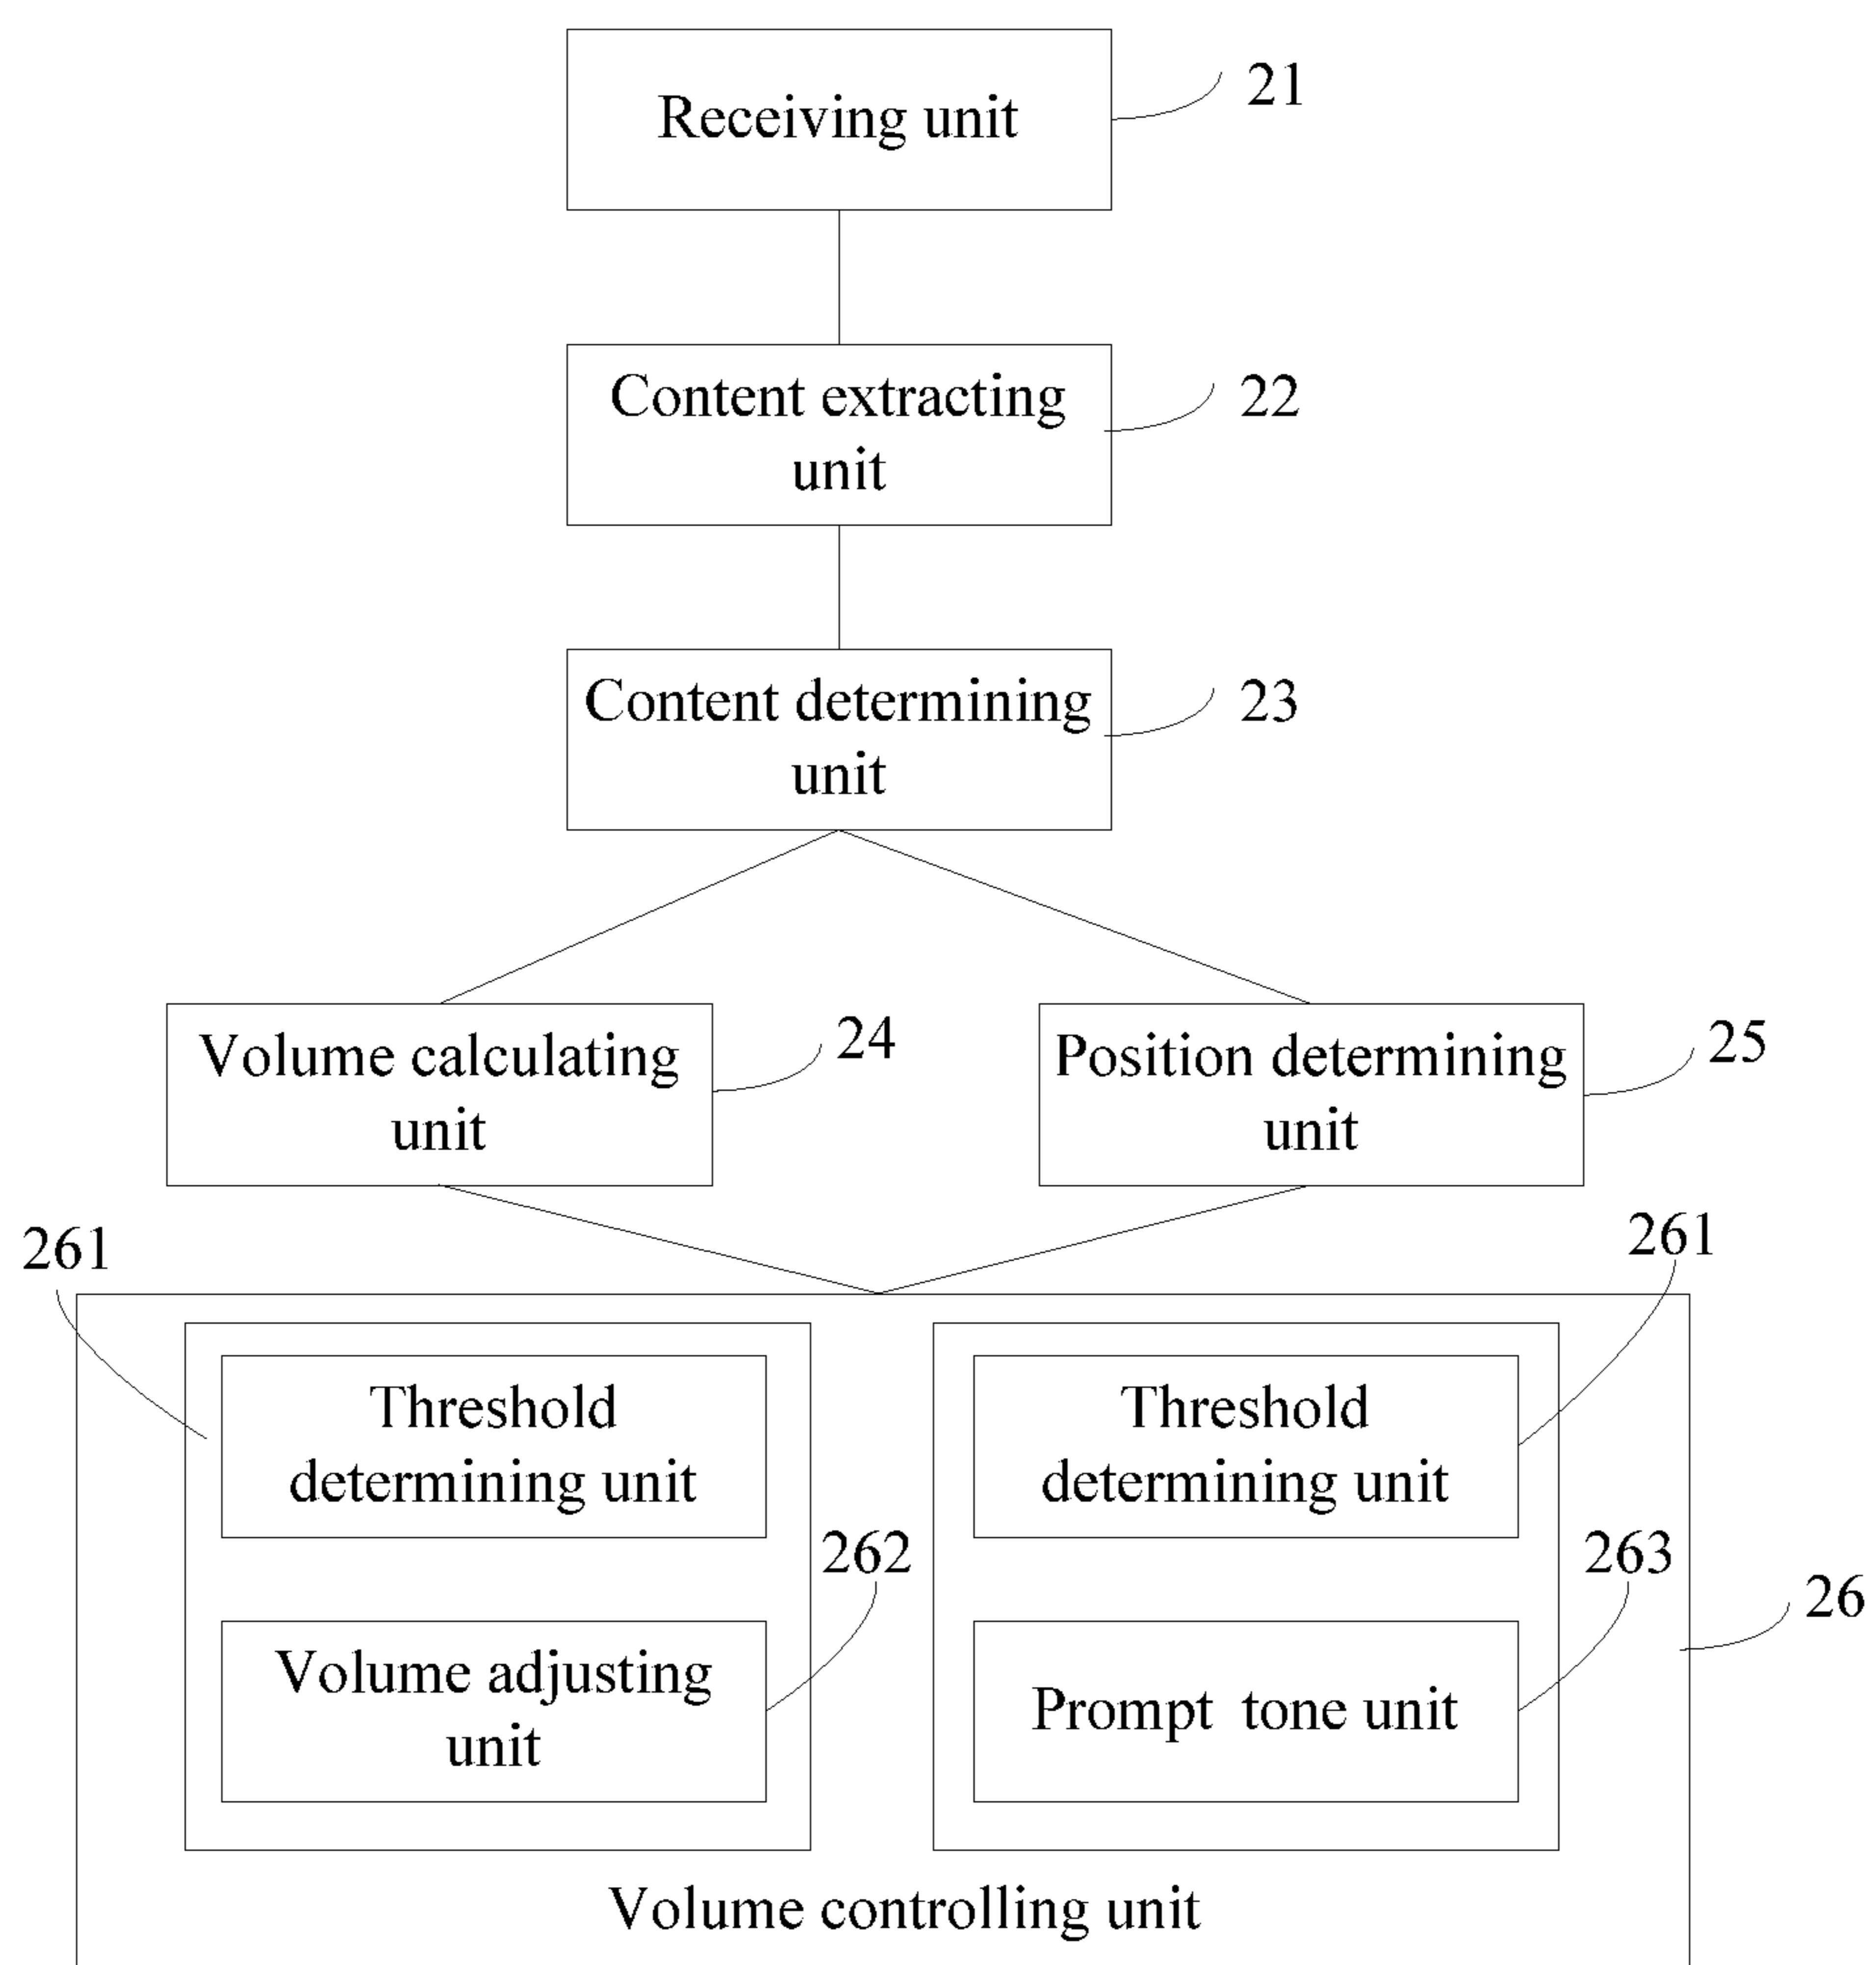 Receiving unit
21
Content extracting
unit
22
Content determining
unit
23
Volume calculating
unit
24
Position determining
unit
25
261
261
Threshold
determining unit
Threshold
determining unit
262
263
Volume adjusting
unit
Prompt tone unit
26
Volume controlling unit